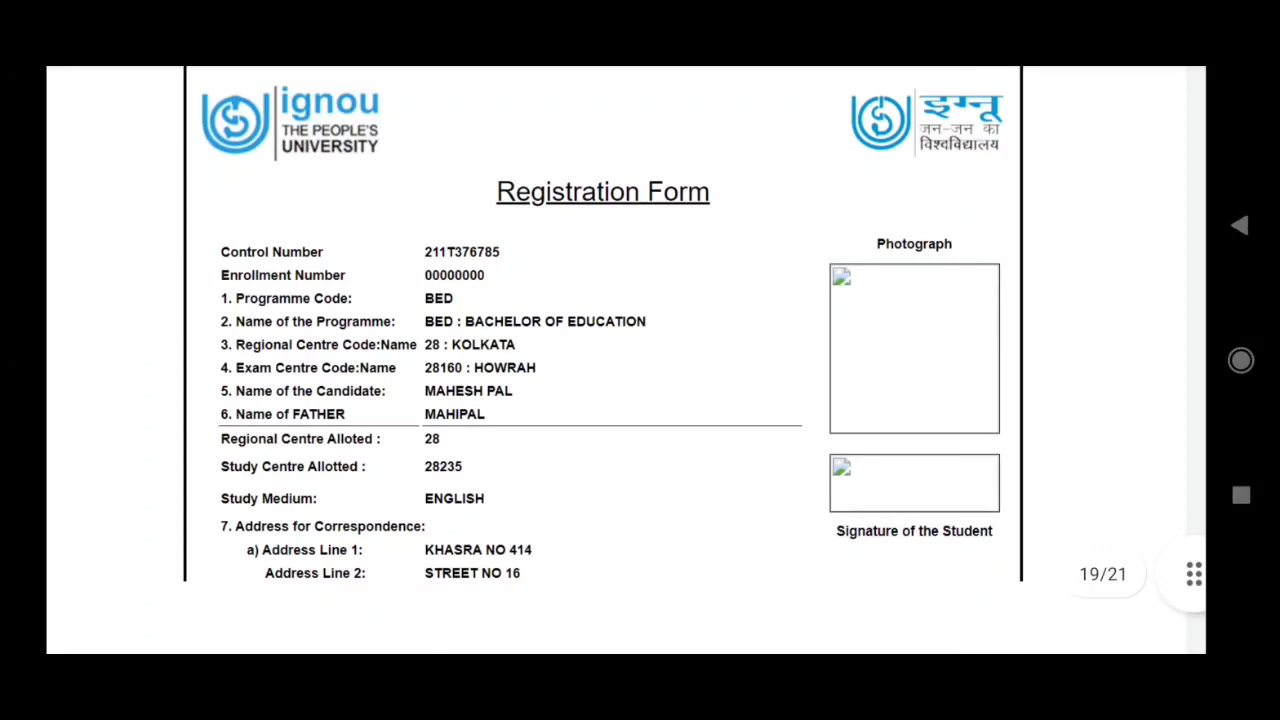 ignou
THE PEOPLE'S
UNIVERSITY
इग्नू
जन-जन का
विश्वविद्यालय
Registration Form
Photograph
Control Number 211T376785
Enrollment Number 00000000
1. Programme Code: BED
2. Name of the Programme: BED : BACHELOR OF EDUCATION
3. Regional Centre Code:Name 28 : KOLKATA
4. Exam Centre Code:Name 28160 : HOWRAH
5. Name of the Candidate: MAHESH PAL
6. Name of FATHER MAHIPAL
Regional Centre Alloted : 28
Study Centre Allotted : 28235
Study Medium: ENGLISH
Signature of the Student
7. Address for Correspondence:
a) Address Line 1: KHASRA NO 414
Address Line 2: STREET NO 16
19/21